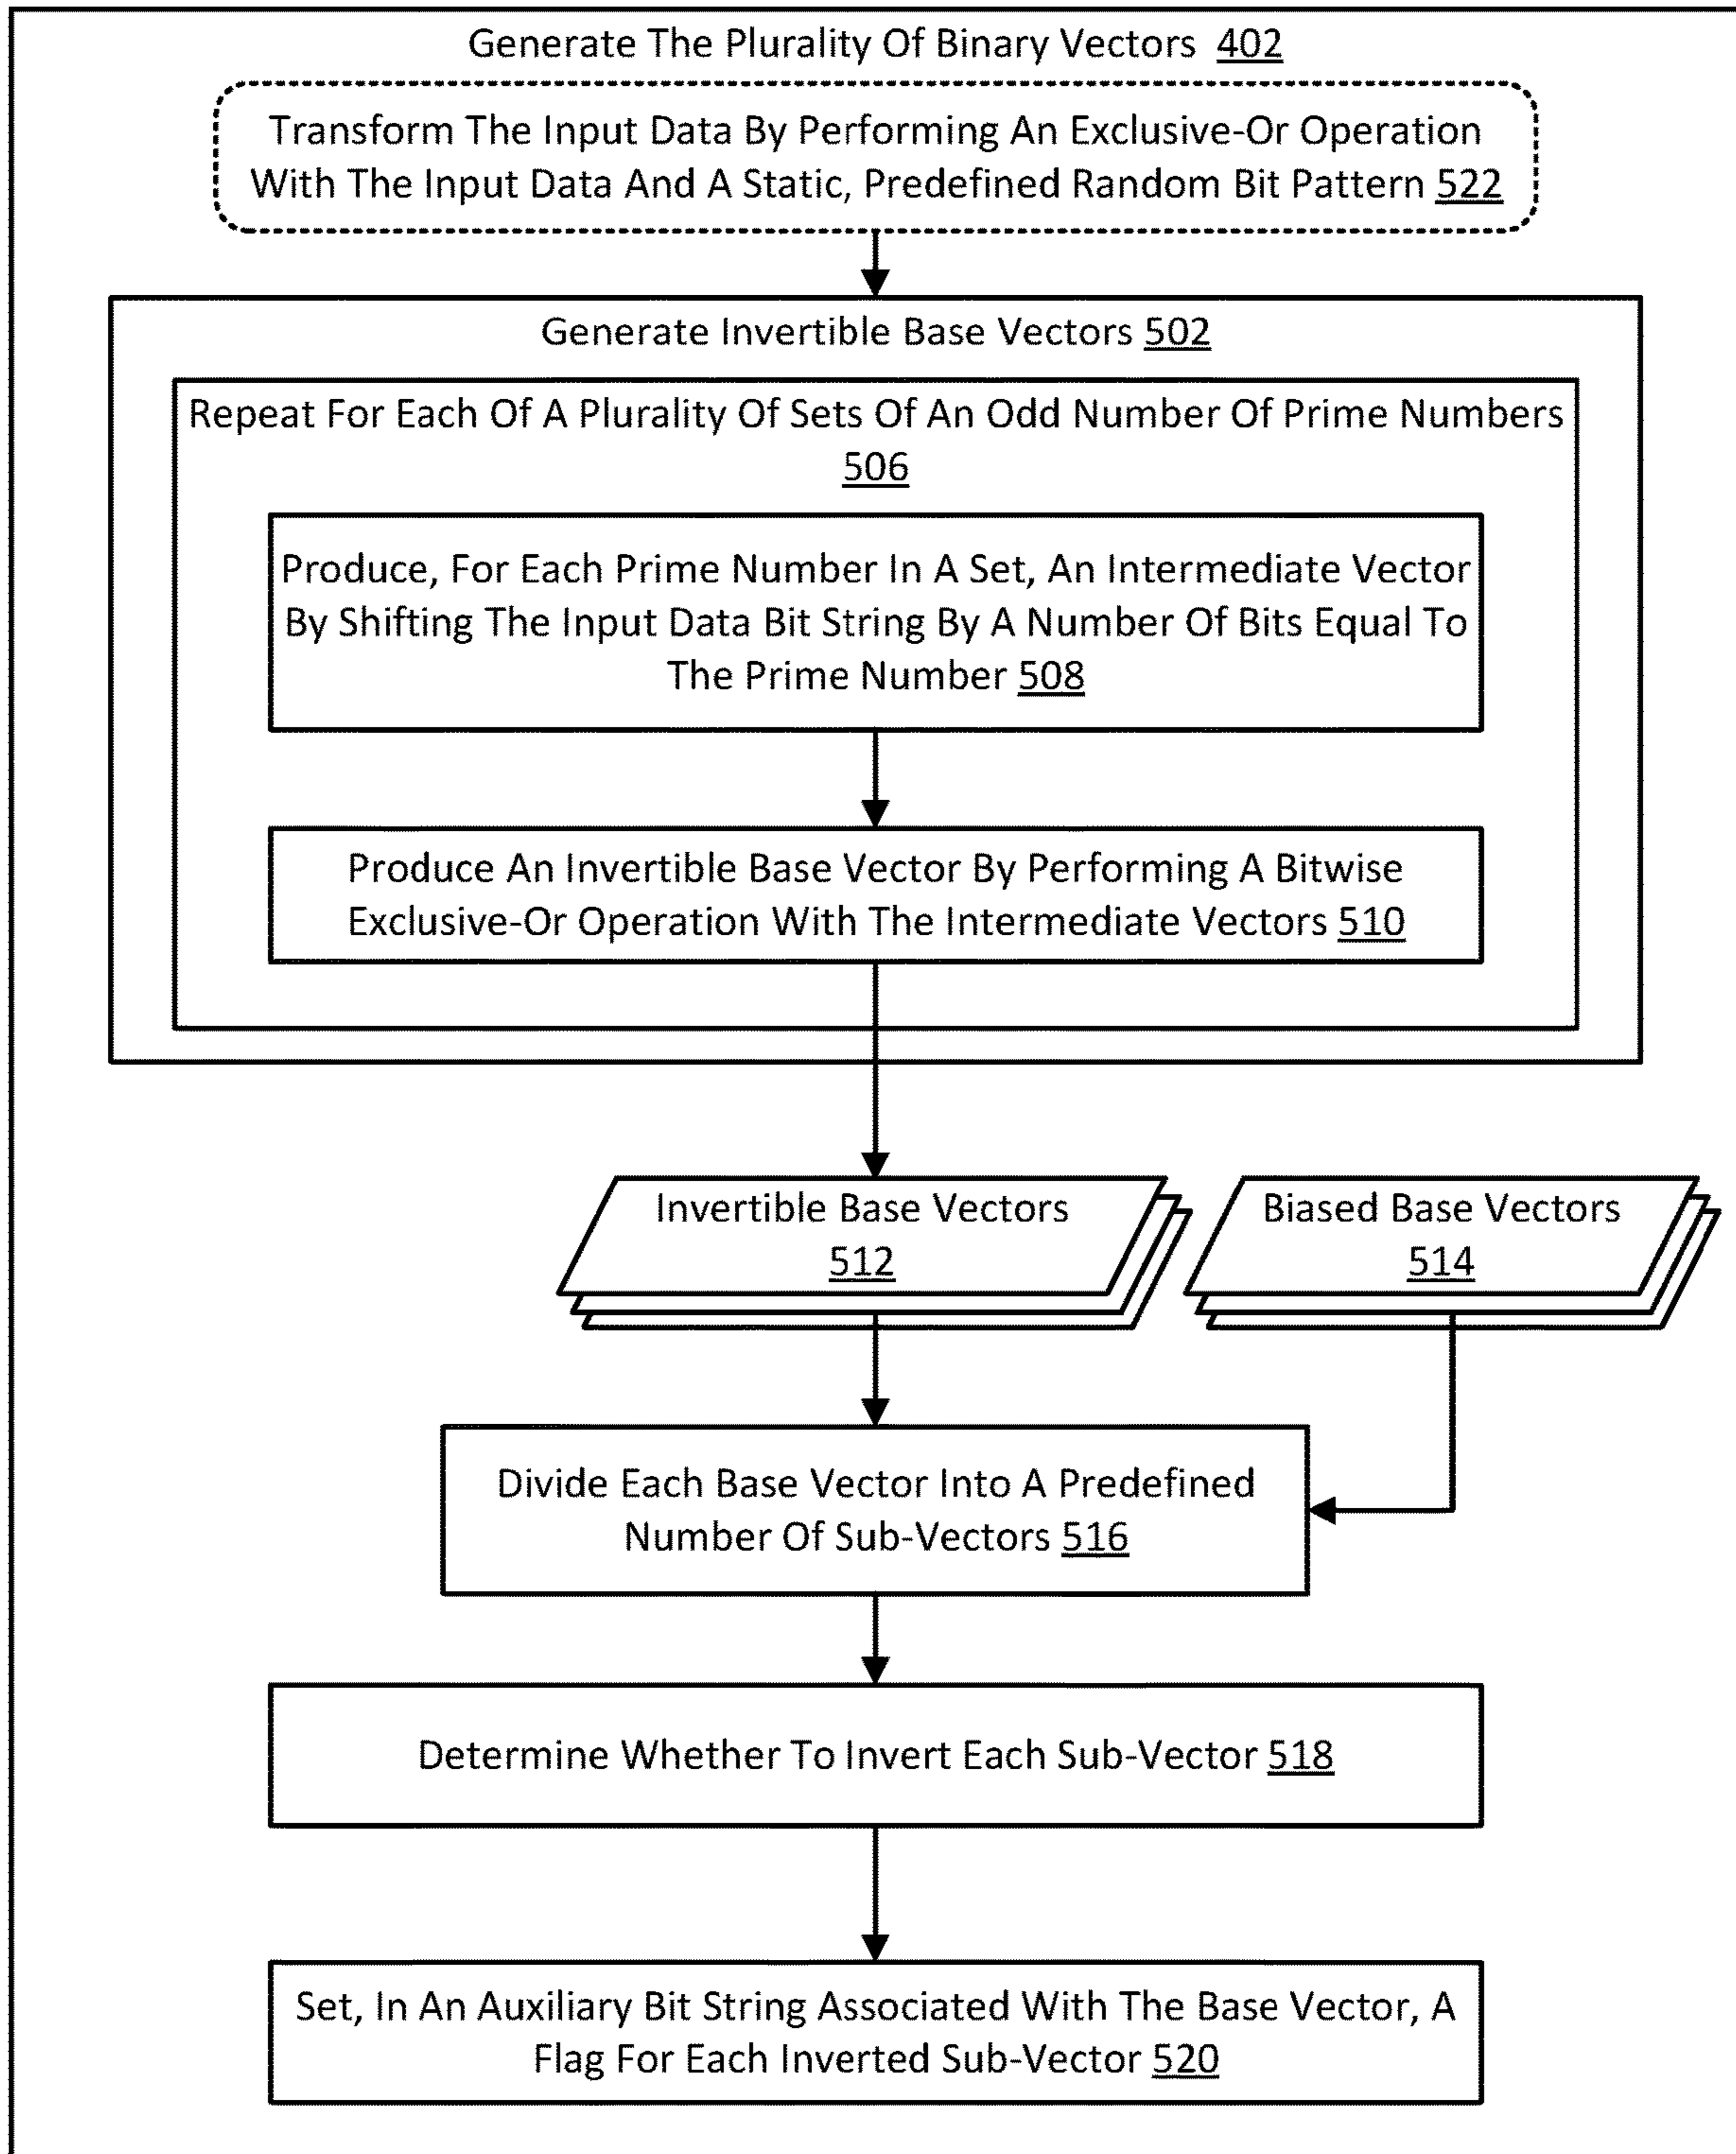 Generate The Plurality Of Binary Vectors 402
Transform The Input Data By Performing An Exclusive-Or Operation
With The Input Data And A Static, Predefined Random Bit Pattern 522
Generate Invertible Base Vectors 502
Repeat For Each Of A Plurality Of Sets Of An Odd Number Of Prime Numbers
506
Produce, For Each Prime Number In A Set, An Intermediate Vector
By Shifting The Input Data Bit String By A Number Of Bits Equal To
The Prime Number 508
Produce An Invertible Base Vector By Performing A Bitwise
Exclusive-Or Operation With The Intermediate Vectors 510
Invertible Base Vectors
512
Biased Base Vectors
514
Divide Each Base Vector Into A Predefined
Number Of Sub-Vectors 516
Determine Whether To Invert Each Sub-Vector 518
Set, In An Auxiliary Bit String Associated With The Base Vector, A
Flag For Each Inverted Sub-Vector 520